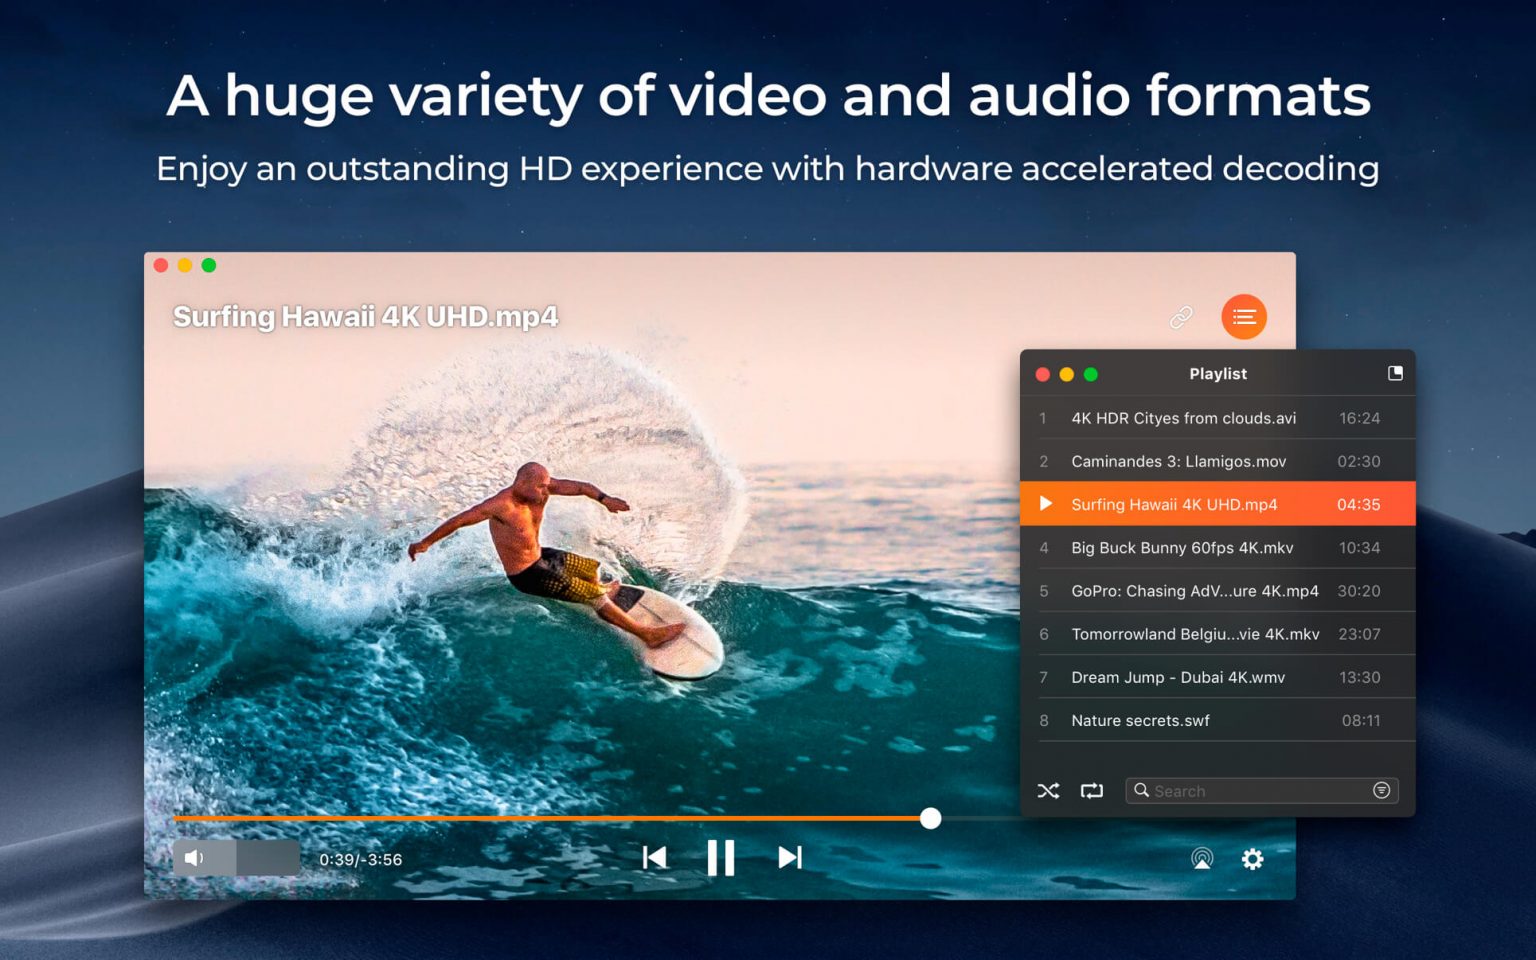 A huge variety of video and audio formats
Enjoy an outstanding HD experience with hardware accelerated decoding
Surfing Hawaii 4K UHD.mp4
Playlist
1 4K HDR Cityes from clouds.avi 16:24
2 Caminandes 3: Llamigos.mov 02:30
Surfing Hawaii 4K UHD.mp4 04:35
4 Big Buck Bunny 60fps 4K.mkv 10:34
5 GoPro: Chasing AdV...ure 4K.mp4 30:20
6 Tomorrowland Belgiu...vie 4K.mkv 23:07
7 Dream Jump - Dubai 4K.wmv 13:30
8 Nature secrets.swf 08:11
Search
0:39/-3:56